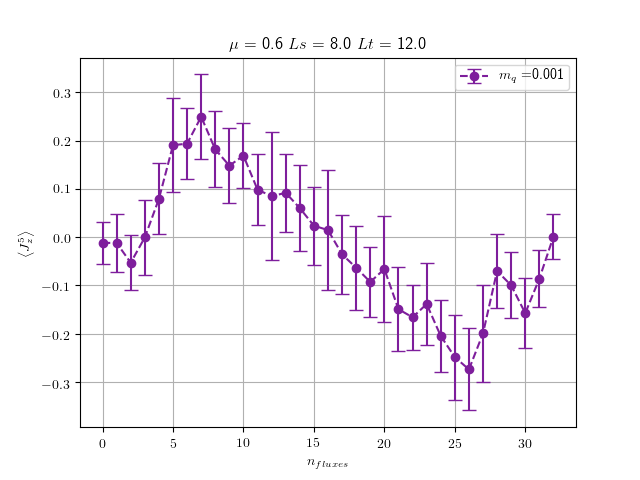 μ = 0.6 Ls = 8.0 Lt = 12.0
m_q =0.001
0.3
0.2
0.1
0.0
−0.1
−0.2
−0.3
⟨J_z^5⟩
0 5 10 15 20 25 30
n_fluxes